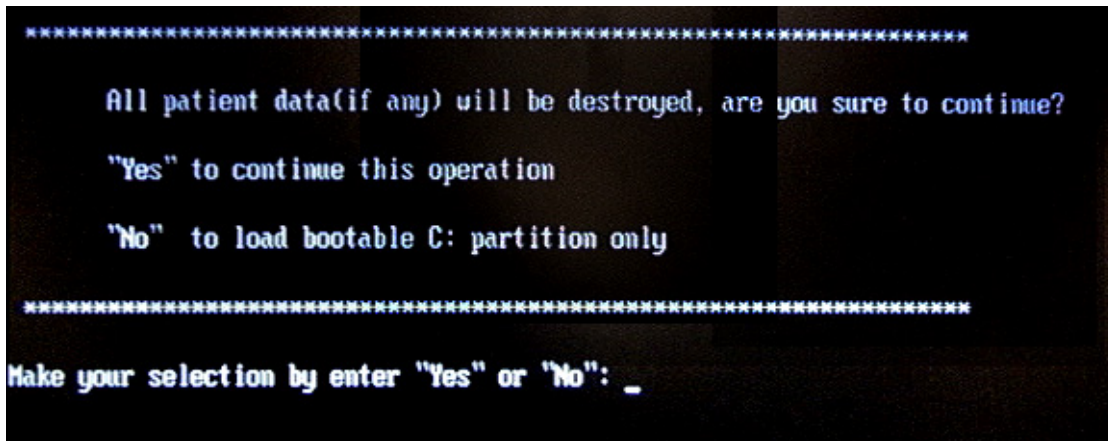 *******************************************************************
All patient data(if any) will be destroyed, are you sure to continue?
"Yes" to continue this operation
"No" to load bootable C: partition only
*******************************************************************
Make your selection by enter "Yes" or "No": _